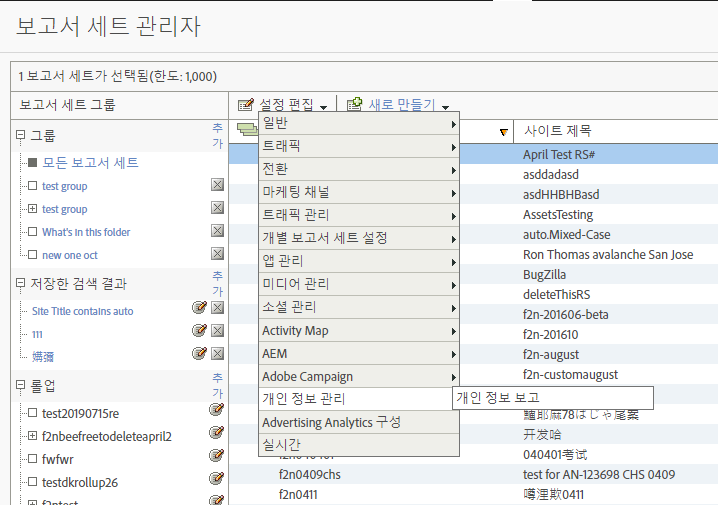 보고서 세트 관리자
1 보고서 세트가 선택됨(한도: 1,000)
보고서 세트 그룹
설정 편집
새로 만들기
그룹
추가
모든 보고서 세트
test group
test group
What's in this folder
new one oct
저장한 검색 결과
추가
Site Title contains auto
111
媾彌
롤업
추가
test20190715re
f2nbeefreetodeleteapril2
fwfwr
testdkrollup26
f2ntest
일반
트래픽
전환
마케팅 채널
트래픽 관리
개별 보고서 세트 설정
앱 관리
미디어 관리
소셜 관리
Activity Map
AEM
Adobe Campaign
개인 정보 관리
개인 정보 보고
Advertising Analytics 구성
실시간
f2n0409chs
f2n0411
사이트 제목
April Test RS#
asddadasd
asdHHBHBasd
AssetsTesting
auto.Mixed-Case
Ron Thomas avalanche San Jose
BugZilla
deleteThisRS
f2n-201606-beta
f2n-201610
f2n-august
f2n-customaugust
开发哈
040401考试
test for AN-123698 CHS 0409
噂浬欺0411